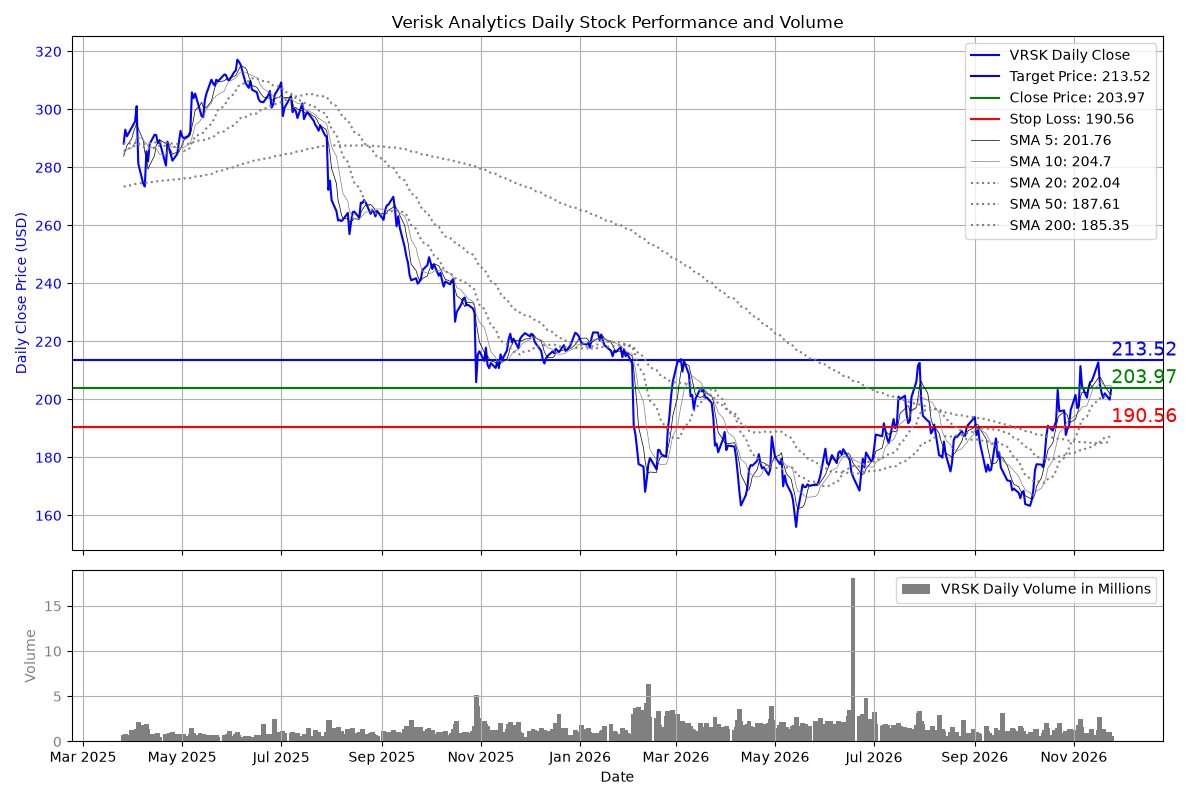 Verisk Analytics Daily Stock Performance and Volume
Daily Close Price (USD)
320
300
280
260
240
220
200
180
160
VRSK Daily Close
Target Price: 213.52
Close Price: 203.97
Stop Loss: 190.56
SMA 5: 201.76
SMA 10: 204.7
SMA 20: 202.04
SMA 50: 187.61
SMA 200: 185.35
213.52
203.97
190.56
Volume
15
10
5
0
VRSK Daily Volume in Millions
Mar 2025 May 2025 Jul 2025 Sep 2025 Nov 2025 Jan 2026 Mar 2026 May 2026 Jul 2026 Sep 2026 Nov 2026
Date